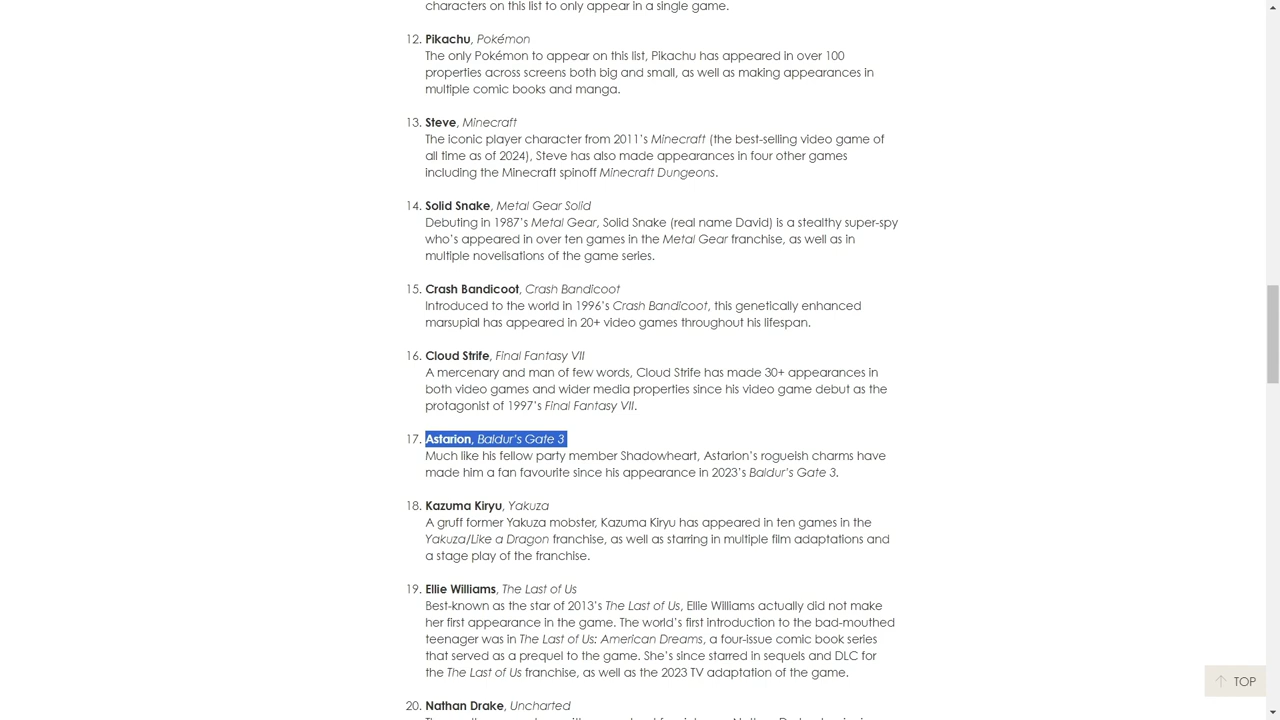 characters on this list to only appear in a single game.
12. Pikachu, Pokémon
The only Pokémon to appear on this list, Pikachu has appeared in over 100
properties across screens both big and small, as well as making appearances in
multiple comic books and manga.
13. Steve, Minecraft
The iconic player character from 2011’s Minecraft (the best-selling video game of
all time as of 2024), Steve has also made appearances in four other games
including the Minecraft spinoff Minecraft Dungeons.
14. Solid Snake, Metal Gear Solid
Debuting in 1987’s Metal Gear, Solid Snake (real name David) is a stealthy super-spy
who’s appeared in over ten games in the Metal Gear franchise, as well as in
multiple novelisations of the game series.
15. Crash Bandicoot, Crash Bandicoot
Introduced to the world in 1996’s Crash Bandicoot, this genetically enhanced
marsupial has appeared in 20+ video games throughout his lifespan.
16. Cloud Strife, Final Fantasy VII
A mercenary and man of few words, Cloud Strife has made 30+ appearances in
both video games and wider media properties since his video game debut as the
protagonist of 1997’s Final Fantasy VII.
17. Astarion, Baldur’s Gate 3
Much like his fellow party member Shadowheart, Astarion’s rogueish charms have
made him a fan favourite since his appearance in 2023’s Baldur’s Gate 3.
18. Kazuma Kiryu, Yakuza
A gruff former Yakuza mobster, Kazuma Kiryu has appeared in ten games in the
Yakuza/Like a Dragon franchise, as well as starring in multiple film adaptations and
a stage play of the franchise.
19. Ellie Williams, The Last of Us
Best-known as the star of 2013’s The Last of Us, Ellie Williams actually did not make
her first appearance in the game. The world’s first introduction to the bad-mouthed
teenager was in The Last of Us: American Dreams, a four-issue comic book series
that served as a prequel to the game. She’s since starred in sequels and DLC for
the The Last of Us franchise, as well as the 2023 TV adaptation of the game.
TOP
20. Nathan Drake, Uncharted